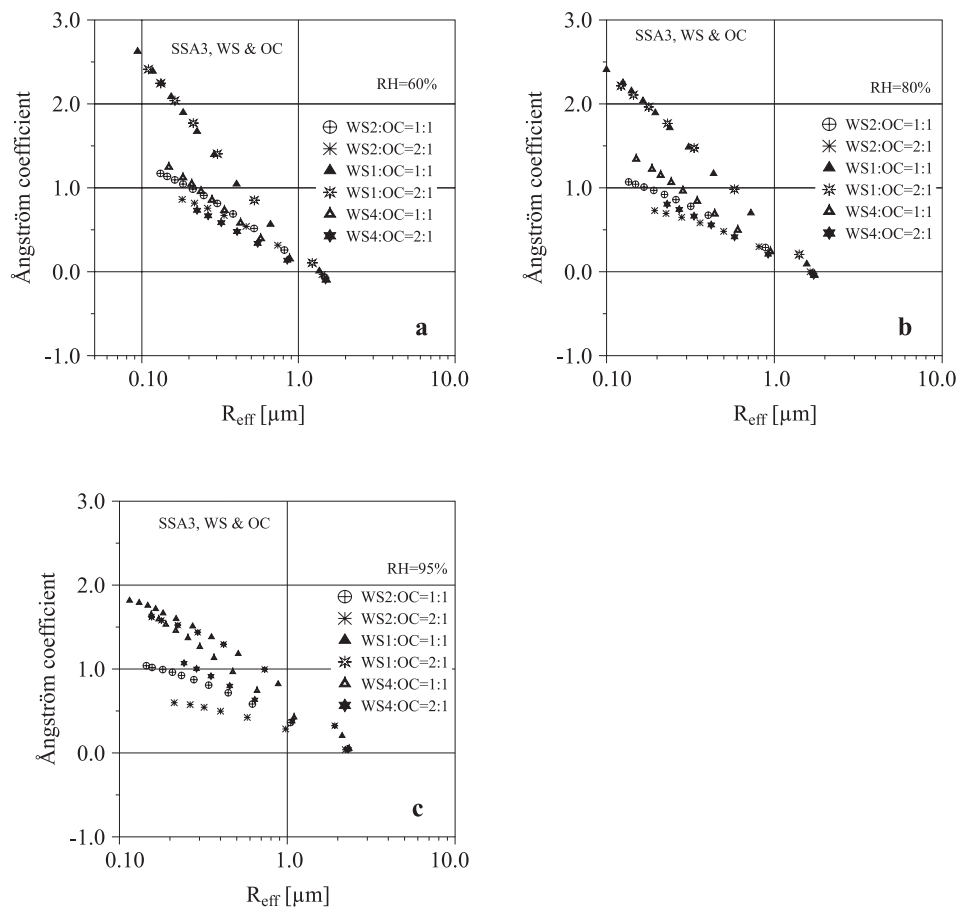 3.0
SSA3, WS & OC
RH=60%
2.0
WS2:OC=1:1
WS2:OC=2:1
WS1:OC=1:1
WS1:OC=2:1
WS4:OC=1:1
WS4:OC=2:1
1.0
0.0
-1.0
Ångström coefficient
a
0.10
1.0
10.0
Reff [µm]
3.0
SSA3, WS & OC
RH=80%
2.0
WS2:OC=1:1
WS2:OC=2:1
WS1:OC=1:1
WS1:OC=2:1
WS4:OC=1:1
WS4:OC=2:1
1.0
0.0
-1.0
Ångström coefficient
b
0.10
1.0
10.0
Reff [µm]
3.0
SSA3, WS & OC
RH=95%
2.0
WS2:OC=1:1
WS2:OC=2:1
WS1:OC=1:1
WS1:OC=2:1
WS4:OC=1:1
WS4:OC=2:1
1.0
0.0
-1.0
Ångström coefficient
c
0.10
1.0
10.0
Reff [µm]